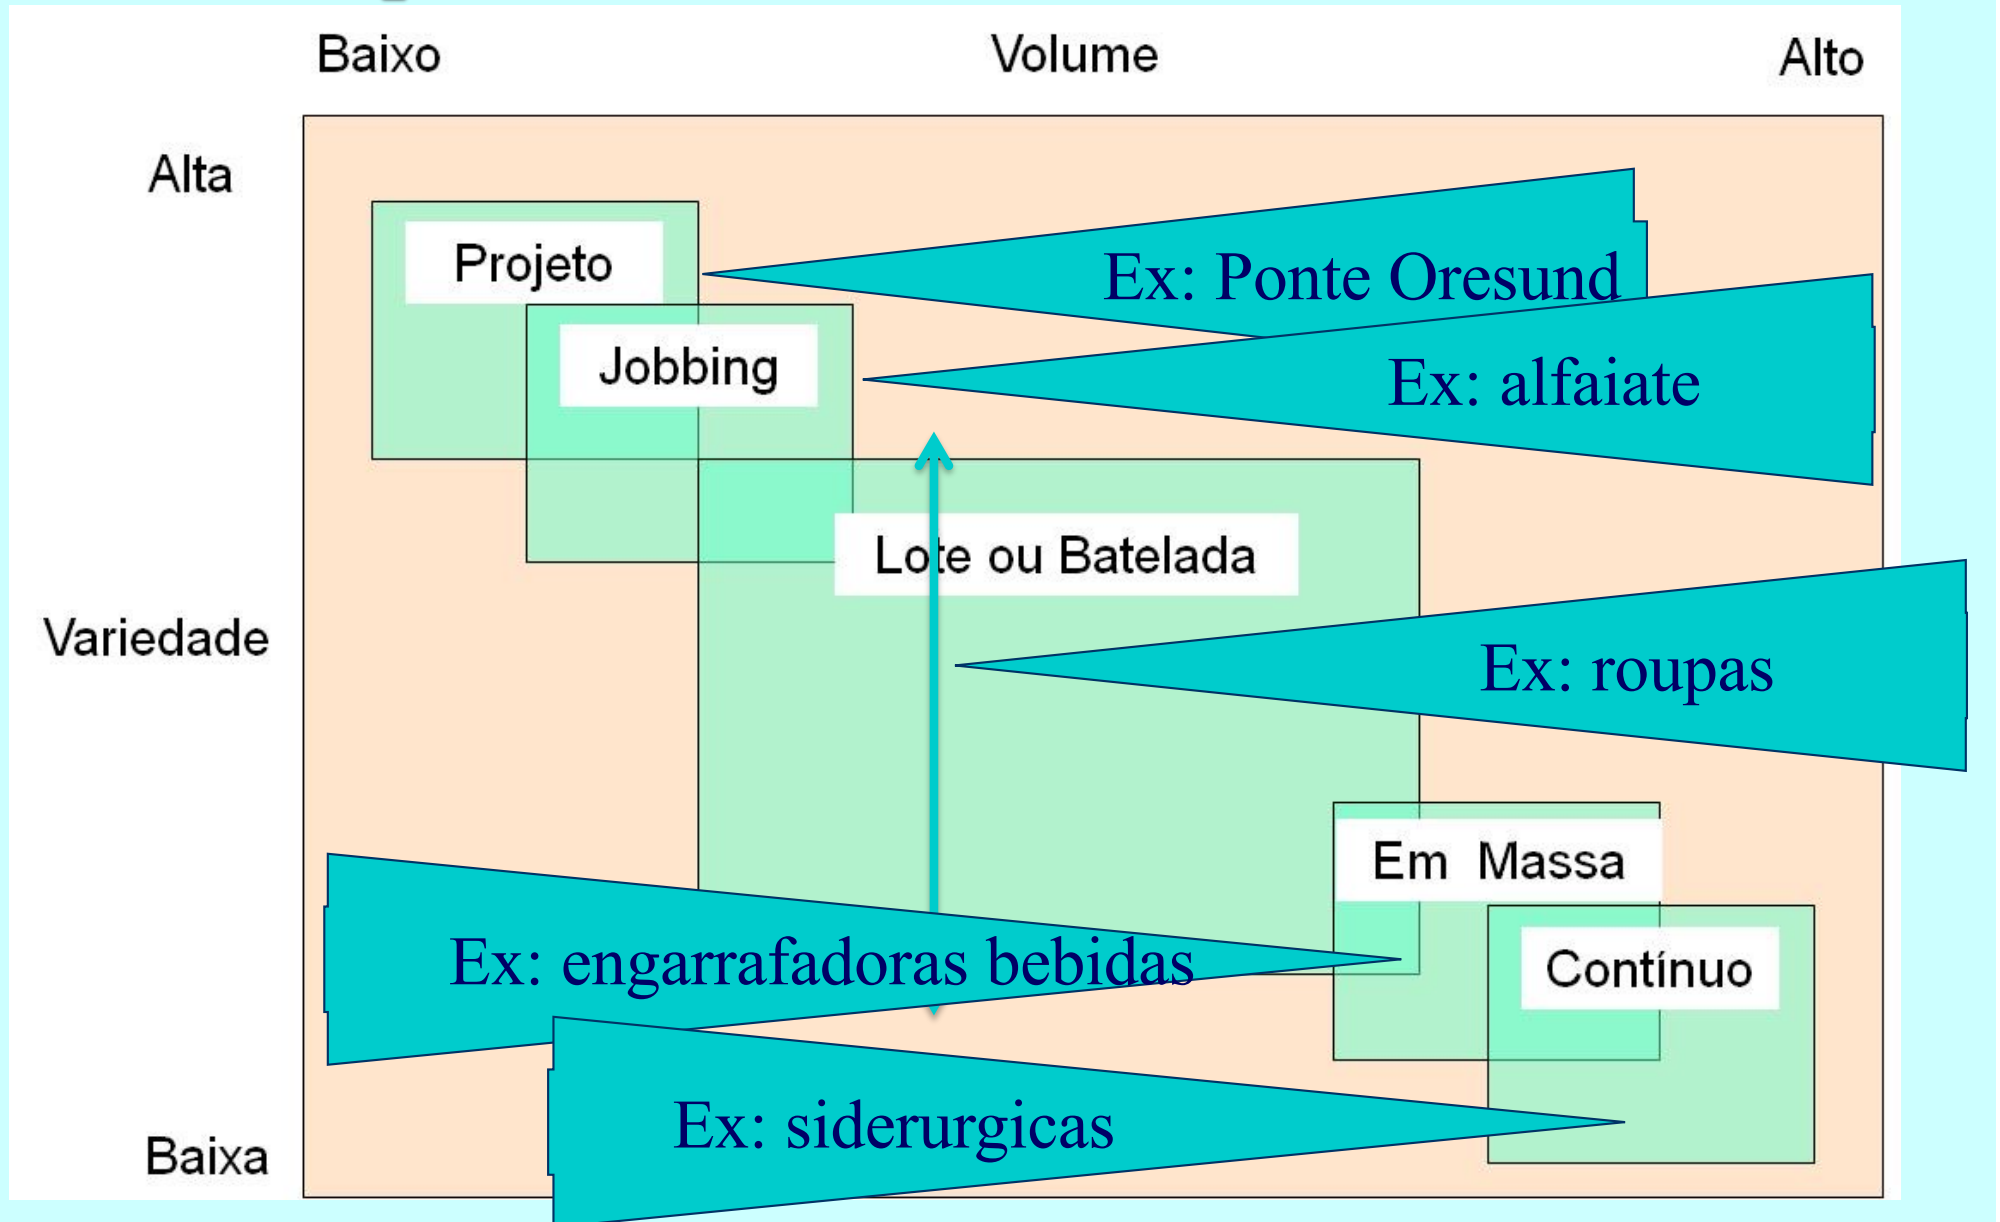 Baixo Volume Alto
Alta
Projeto
Ex: Ponte Oresund
Jobbing
Ex: alfaiate
Lote ou Batelada
Variedade
Ex: roupas
Em Massa
Ex: engarrafadoras bebidas
Contínuo
Ex: siderurgicas
Baixa